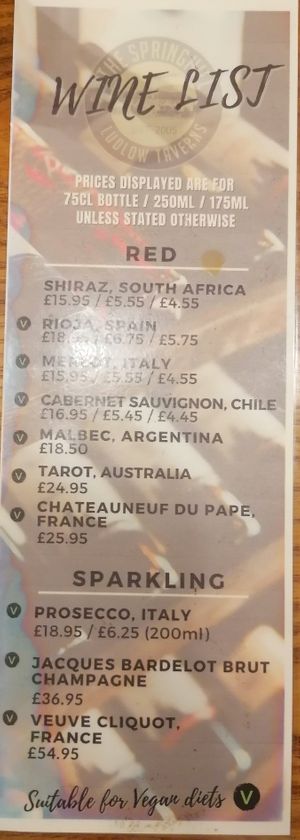 THE SPRINGHILL
WINE LIST
2005
LUDLOW TAVERNS
PRICES DISPLAYED ARE FOR
75CL BOTTLE / 250ML / 175ML
UNLESS STATED OTHERWISE
RED
SHIRAZ, SOUTH AFRICA
£15.95 / £5.55 / £4.55
V RIOJA, SPAIN
£18.95 / £6.75 / £5.75
V MERLOT, ITALY
£15.95 / £5.55 / £4.55
V CABERNET SAUVIGNON, CHILE
£16.95 / £5.45 / £4.45
V MALBEC, ARGENTINA
£18.50
V TAROT, AUSTRALIA
£24.95
V CHATEAUNEUF DU PAPE,
FRANCE
£25.95
SPARKLING
V PROSECCO, ITALY
£18.95 / £6.25 (200ml)
V JACQUES BARDELOT BRUT
CHAMPAGNE
£36.95
V VEUVE CLIQUOT,
FRANCE
£54.95
Suitable for Vegan diets V